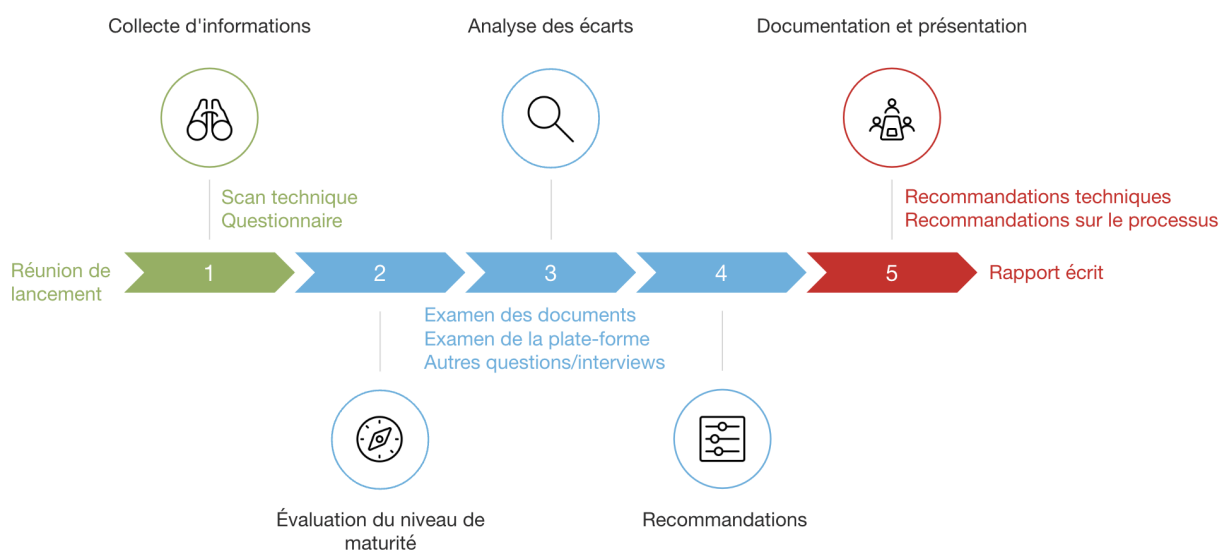 Collecte d'informations
Analyse des écarts
Documentation et présentation
Scan technique
Questionnaire
Recommandations techniques
Recommandations sur le processus
Réunion de
lancement
1
2
3
4
5
Rapport écrit
Examen des documents
Examen de la plate-forme
Autres questions/interviews
Évaluation du niveau de
maturité
Recommandations